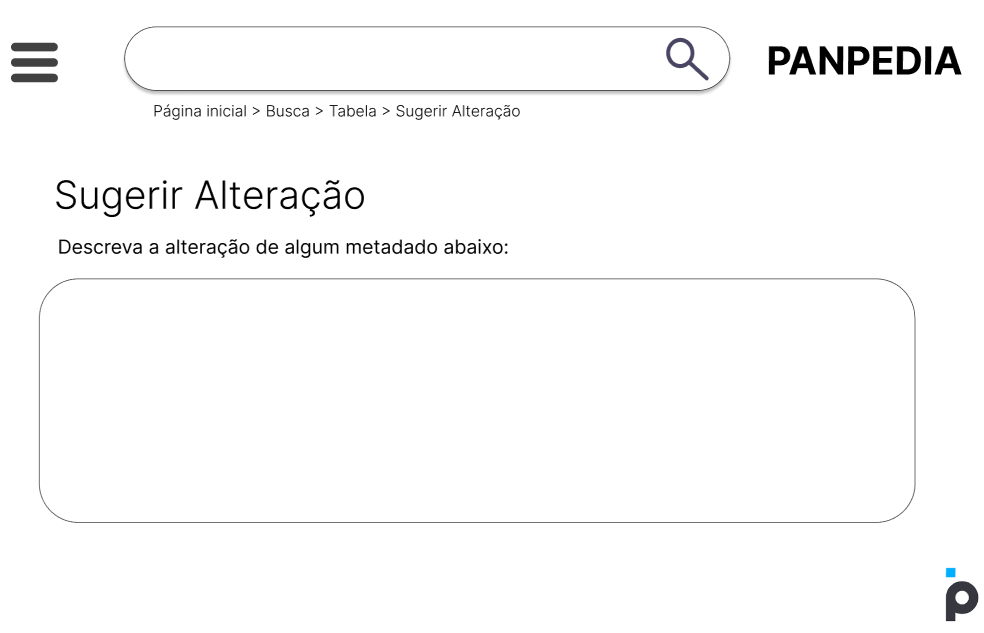 PANPEDIA
Página inicial > Busca > Tabela > Sugerir Alteração
Sugerir Alteração
Descreva a alteração de algum metadado abaixo: